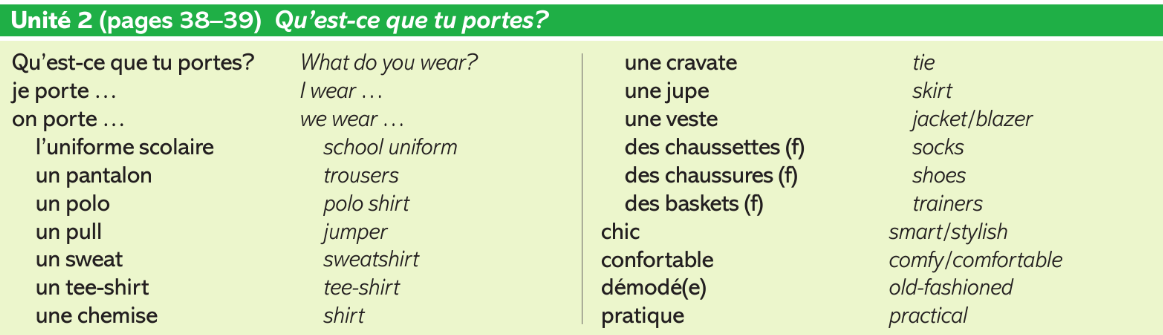 Unité 2 (pages 38–39) Qu’est-ce que tu portes?
Qu’est-ce que tu portes? What do you wear?
je porte … I wear …
on porte … we wear …
l’uniforme scolaire school uniform
un pantalon trousers
un polo polo shirt
un pull jumper
un sweat sweatshirt
un tee-shirt tee-shirt
une chemise shirt
une cravate tie
une jupe skirt
une veste jacket/blazer
des chaussettes (f) socks
des chaussures (f) shoes
des baskets (f) trainers
chic smart/stylish
confortable comfy/comfortable
démodé(e) old-fashioned
pratique practical